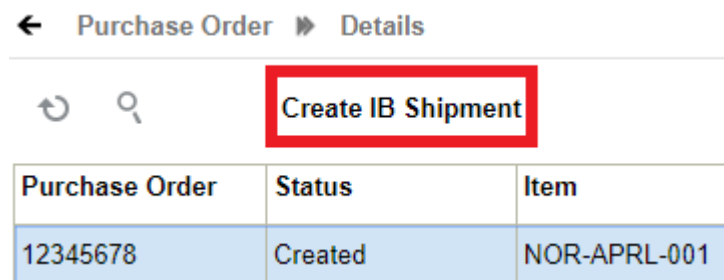 Purchase Order Details
Create IB Shipment
Purchase Order Status Item
12345678 Created NOR-APRL-001